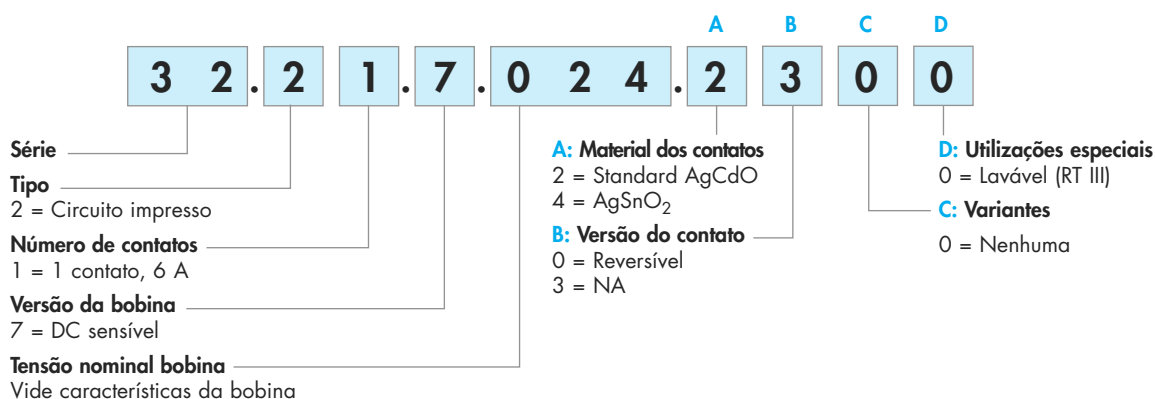 A B C D
3 2.2 1.7.0 2 4.2 3 0 0
Série
Tipo
2 = Circuito impresso
Número de contatos
1 = 1 contato, 6 A
Versão da bobina
7 = DC sensível
Tensão nominal bobina
Vide características da bobina
A: Material dos contatos
2 = Standard AgCdO
4 = AgSnO₂
B: Versão do contato
0 = Reversível
3 = NA
D: Utilizações especiais
0 = Lavável (RT III)
C: Variantes
0 = Nenhuma